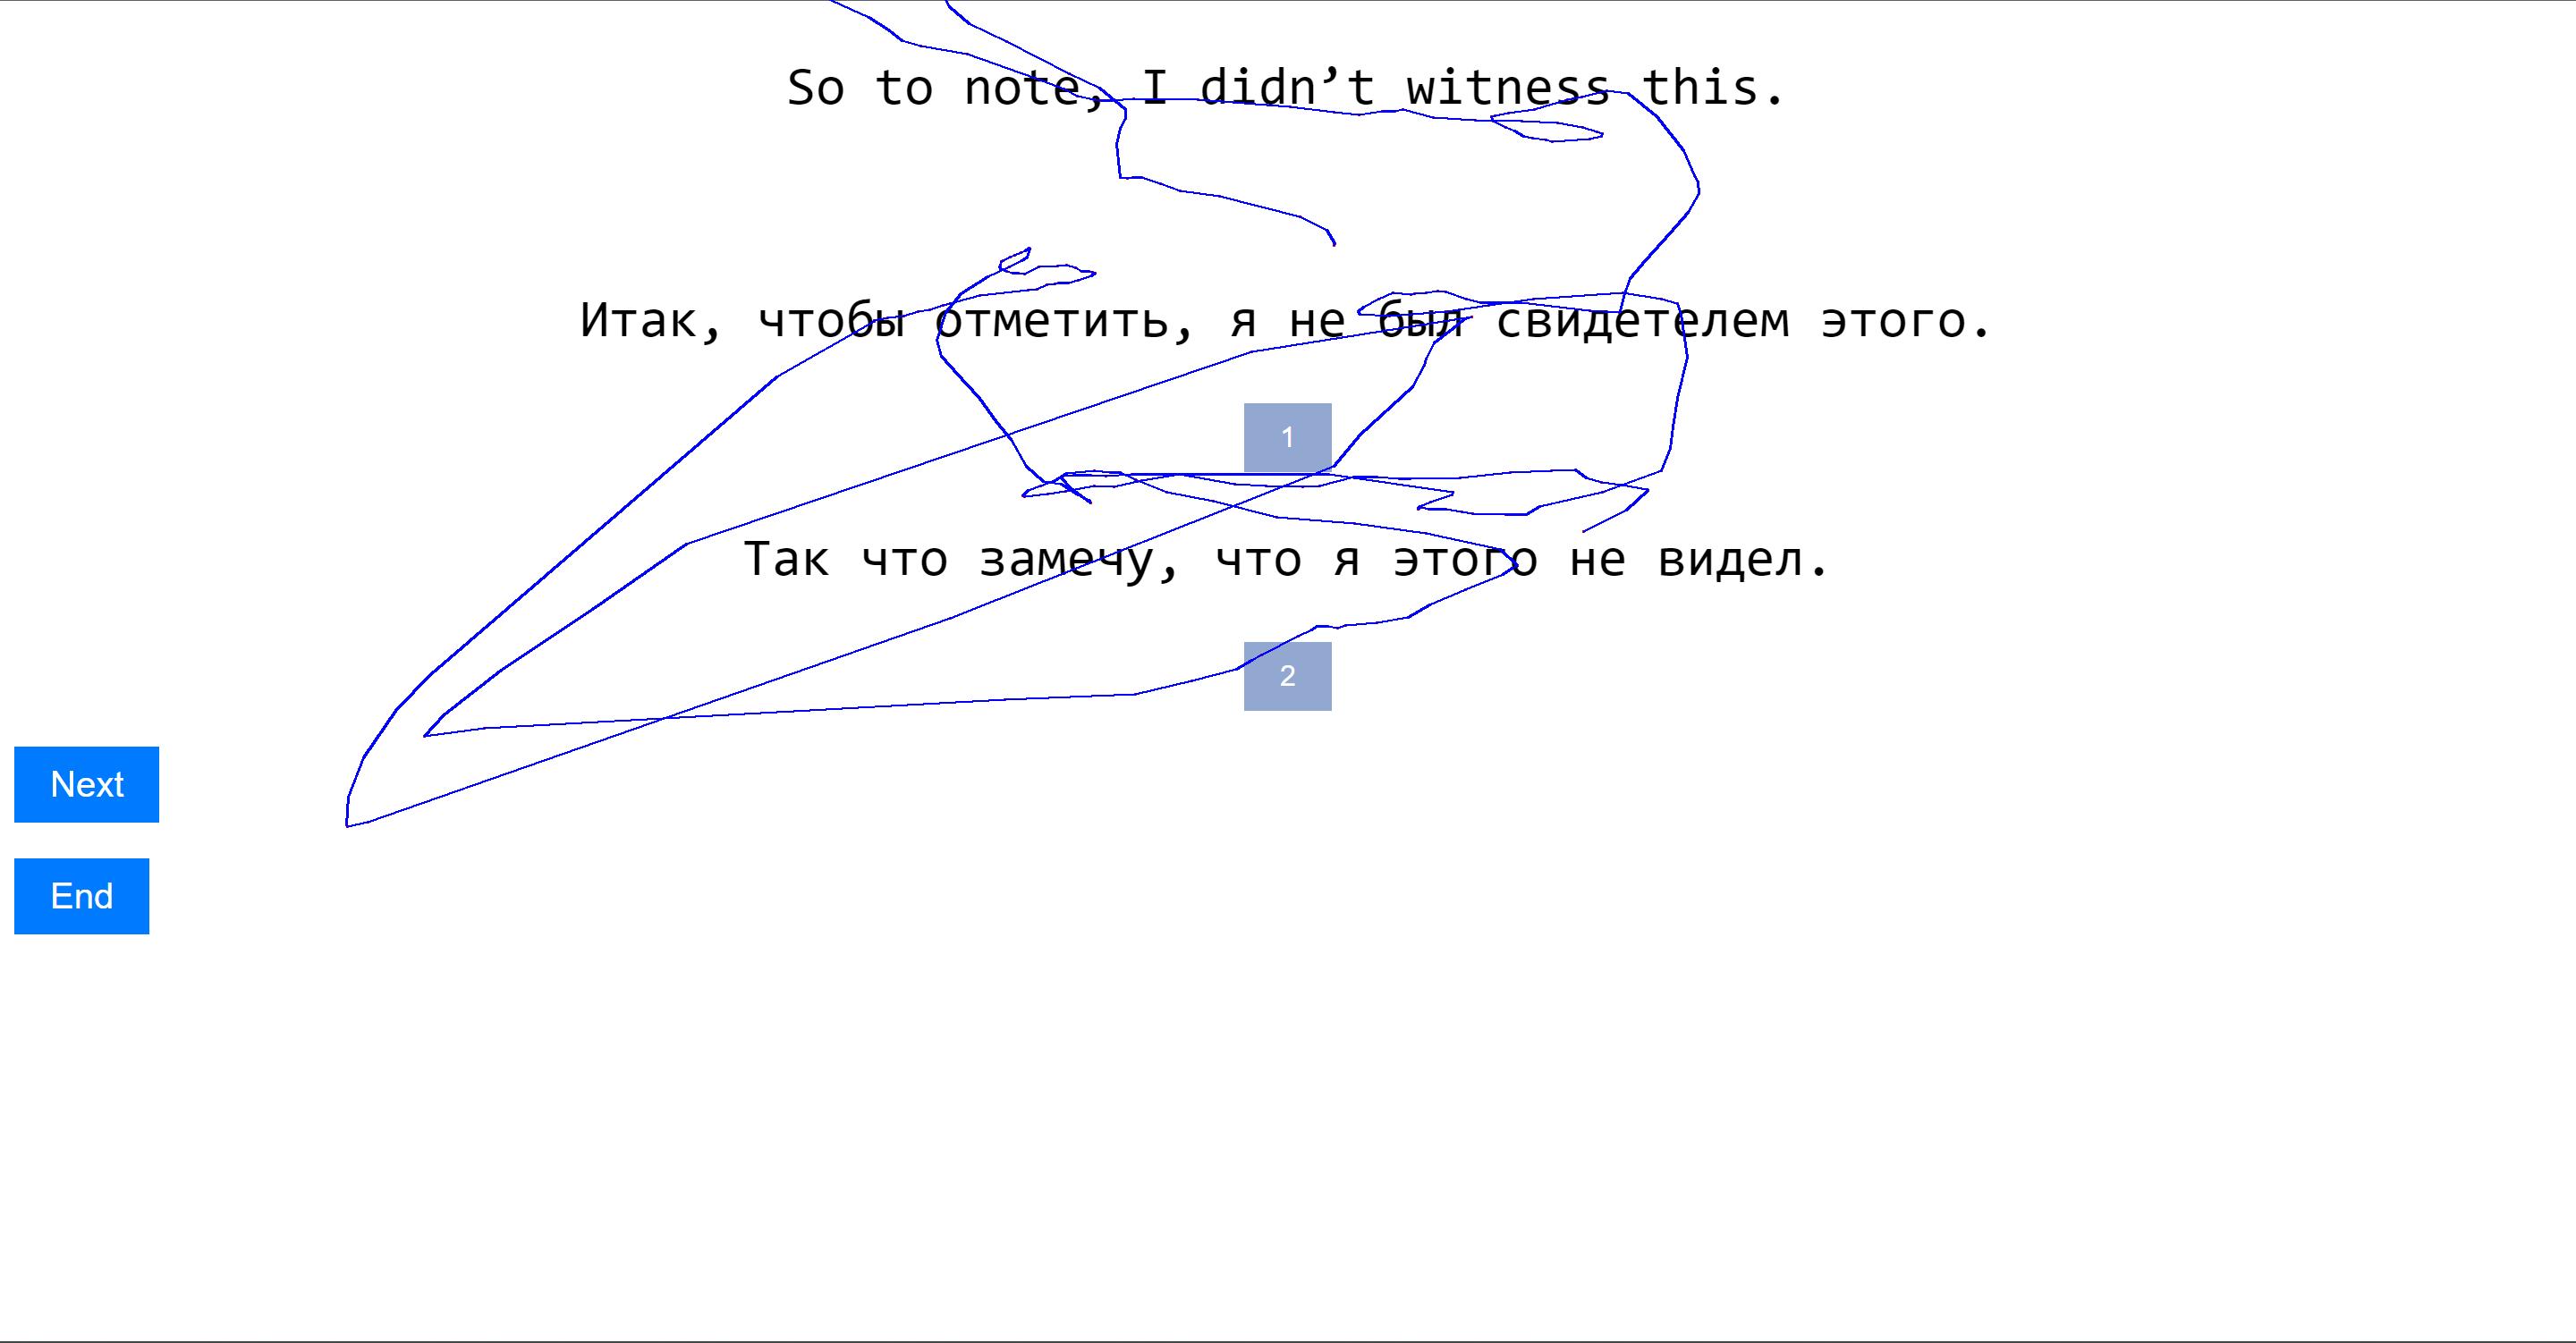 So to note, I didn’t witness this.
Итак, чтобы отметить, я не был свидетелем этого.
1
Так что замечу, что я этого не видел.
2
Next
End